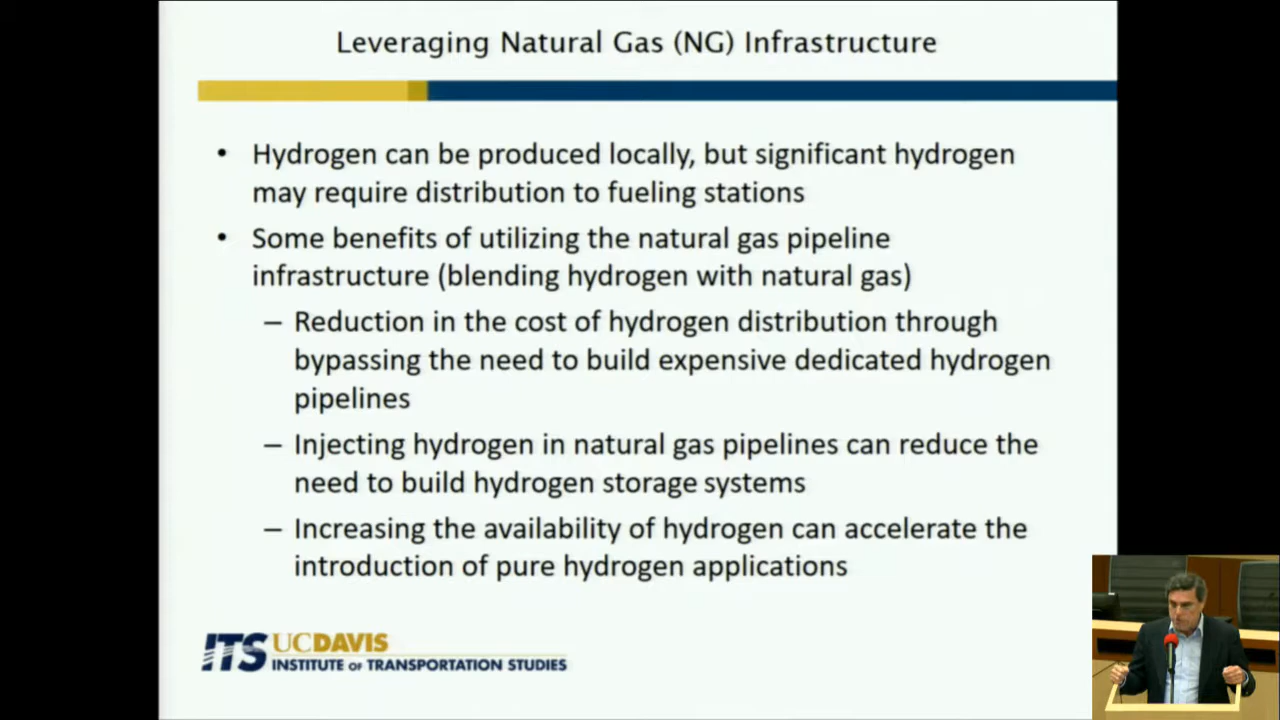 Leveraging Natural Gas (NG) Infrastructure
• Hydrogen can be produced locally, but significant hydrogen
may require distribution to fueling stations
• Some benefits of utilizing the natural gas pipeline
infrastructure (blending hydrogen with natural gas)
– Reduction in the cost of hydrogen distribution through
bypassing the need to build expensive dedicated hydrogen
pipelines
– Injecting hydrogen in natural gas pipelines can reduce the
need to build hydrogen storage systems
– Increasing the availability of hydrogen can accelerate the
introduction of pure hydrogen applications
ITS UCDAVIS
INSTITUTE OF TRANSPORTATION STUDIES